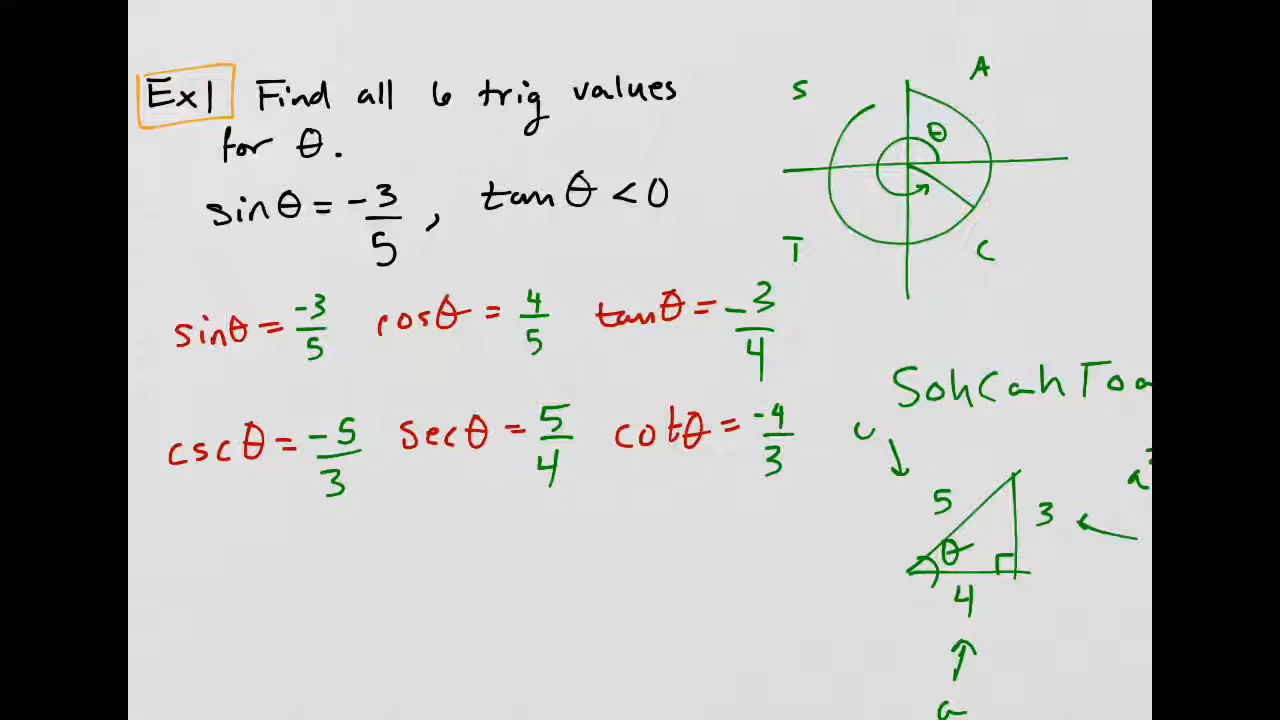 Ex1 Find all 6 trig values
for θ.
sinθ = -3/5, tanθ < 0
sinθ = -3/5 cosθ = 4/5 tanθ = -3/4
cscθ = -5/3 secθ = 5/4 cotθ = -4/3
S A
θ
T C
SohCahToa
5 3
θ
4
a